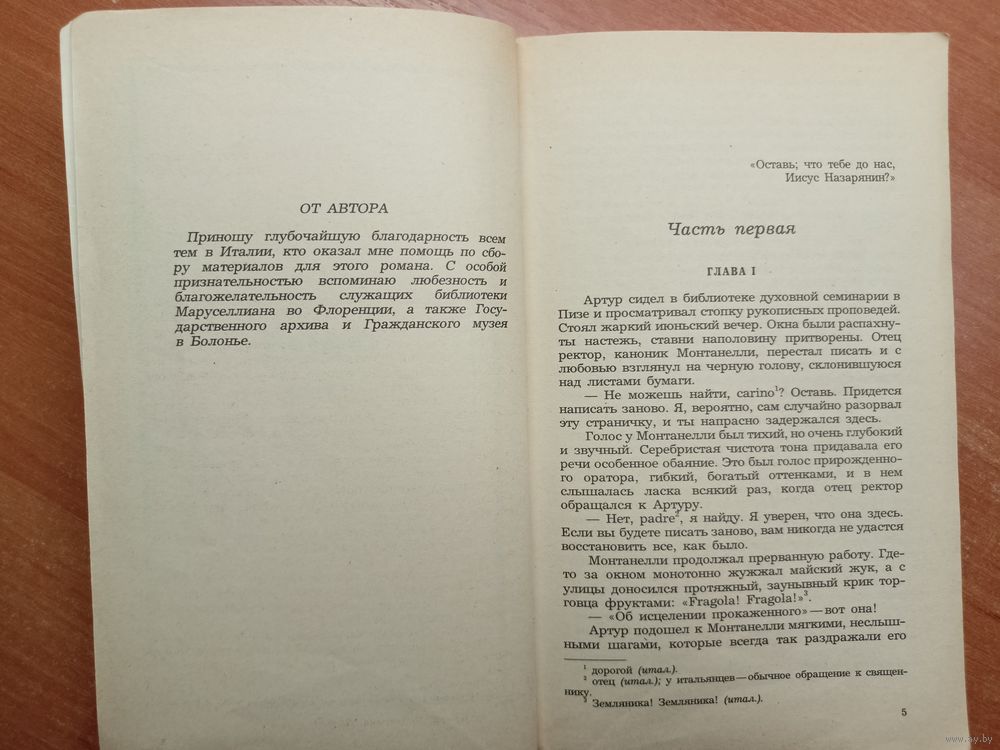 ОТ АВТОРА
Приношу глубочайшую благодарность всем
тем в Италии, кто оказал мне помощь по сбо-
ру материалов для этого романа. С особой
признательностью вспоминаю любезность и
благожелательность служащих библиотеки
Маруселлиана во Флоренции, а также Госу-
дарственного архива и Гражданского музея
в Болонье.
«Оставь; что тебе до нас,
Иисус Назарянин?»
Часть первая
ГЛАВА I
Артур сидел в библиотеке духовной семинарии в
Пизе и просматривал стопку рукописных проповедей.
Стоял жаркий июньский вечер. Окна были распахну-
ты настежь, ставни наполовину притворены. Отец
ректор, каноник Монтанелли, перестал писать и с
любовью взглянул на черную голову, склонившуюся
над листами бумаги.
— Не можешь найти, carino¹? Оставь. Придется
написать заново. Я, вероятно, сам случайно разорвал
эту страничку, и ты напрасно задержался здесь.
Голос у Монтанелли был тихий, но очень глубокий
и звучный. Серебристая чистота тона придавала его
речи особенное обаяние. Это был голос прирожденно-
го оратора, гибкий, богатый оттенками, и в нем
слышалась ласка всякий раз, когда отец ректор
обращался к Артуру.
— Нет, padre², я найду. Я уверен, что она здесь.
Если вы будете писать заново, вам никогда не удастся
восстановить все, как было.
Монтанелли продолжал прерванную работу. Где-
то за окном монотонно жужжал майский жук, а с
улицы доносился протяжный, заунывный крик тор-
говца фруктами: «Fragola! Fragola!»³.
— «Об исцелении прокаженного» — вот она!
Артур подошел к Монтанелли мягкими, неслыш-
ными шагами, которые всегда так раздражали его
¹ дорогой (итал.).
² отец (итал.); у итальянцев — обычное обращение к священ-
нику.
³ Земляника! Земляника! (итал.).
5
www.ay.by